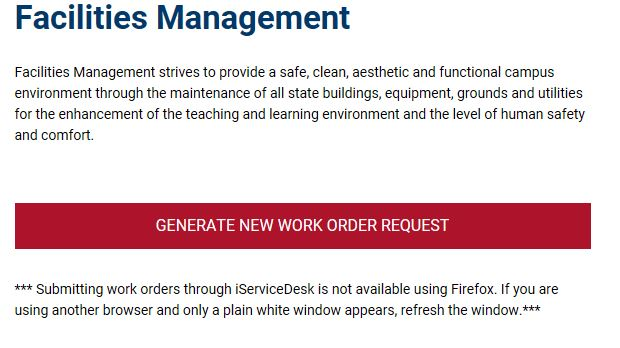 Facilities Management
Facilities Management strives to provide a safe, clean, aesthetic and functional campus
environment through the maintenance of all state buildings, equipment, grounds and utilities
for the enhancement of the teaching and learning environment and the level of human safety
and comfort.
GENERATE NEW WORK ORDER REQUEST
*** Submitting work orders through iServiceDesk is not available using Firefox. If you are
using another browser and only a plain white window appears, refresh the window.***